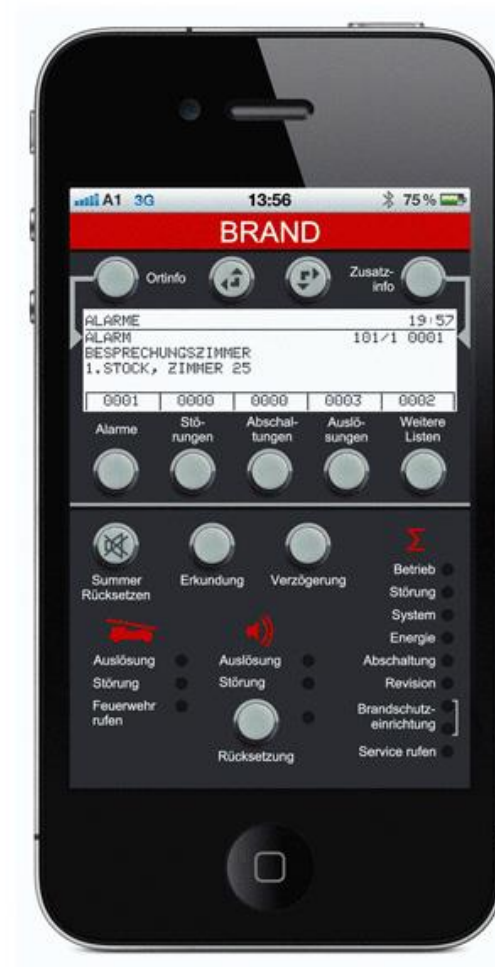 A1 3G 13:56 75%
BRAND
Ortinfo
Zusatz-
info
ALARME 19:57
ALARM 101/1 0001
BESPRECHUNGSZIMMER
1.STOCK, ZIMMER 25
0001 0000 0000 0003 0002
Alarme
Stö-
rungen
Abschal-
tungen
Auslö-
sungen
Weitere
Listen
Summer
Rücksetzen
Erkundung
Verzögerung
Σ
Betrieb
Störung
System
Energie
Abschaltung
Revision
Brandschutz-
einrichtung
Service rufen
Auslösung
Störung
Feuerwehr
rufen
Auslösung
Störung
Rücksetzung